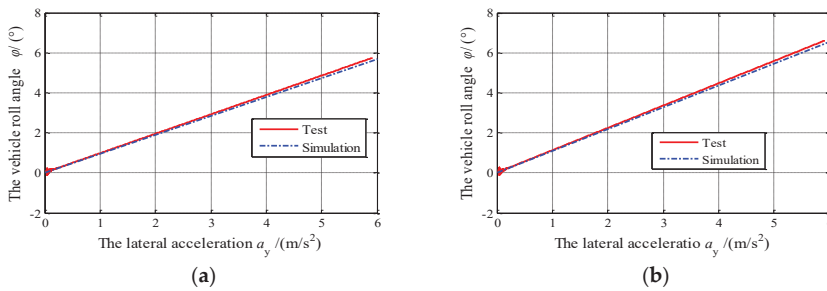 8
6
4
2
0
-2
The vehicle roll angle φ/ (°)
Test
Simulation
0 1 2 3 4 5 6
The lateral acceleration a_y /(m/s²)
(a)
8
6
4
2
0
-2
The vehicle roll angle φ/ (°)
Test
Simulation
0 1 2 3 4 5
The lateral acceleratio a_y /(m/s²)
(b)